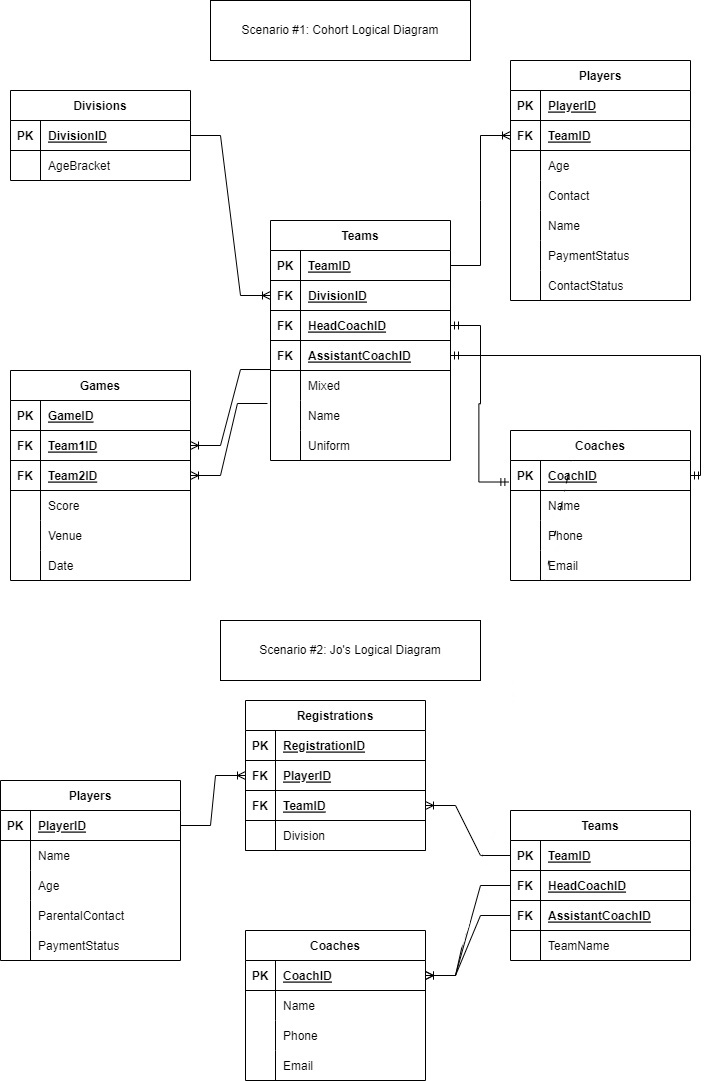 Scenario #1: Cohort Logical Diagram
Divisions
PK DivisionID
AgeBracket
Players
PK PlayerID
FK TeamID
Age
Contact
Name
PaymentStatus
ContactStatus
Teams
PK TeamID
FK DivisionID
FK HeadCoachID
FK AssistantCoachID
Mixed
Name
Uniform
Games
PK GameID
FK Team1ID
FK Team2ID
Score
Venue
Date
Coaches
PK CoachID
Name
Phone
Email
Scenario #2: Jo's Logical Diagram
Registrations
PK RegistrationID
FK PlayerID
FK TeamID
Division
Players
PK PlayerID
Name
Age
ParentalContact
PaymentStatus
Teams
PK TeamID
FK HeadCoachID
FK AssistantCoachID
TeamName
Coaches
PK CoachID
Name
Phone
Email